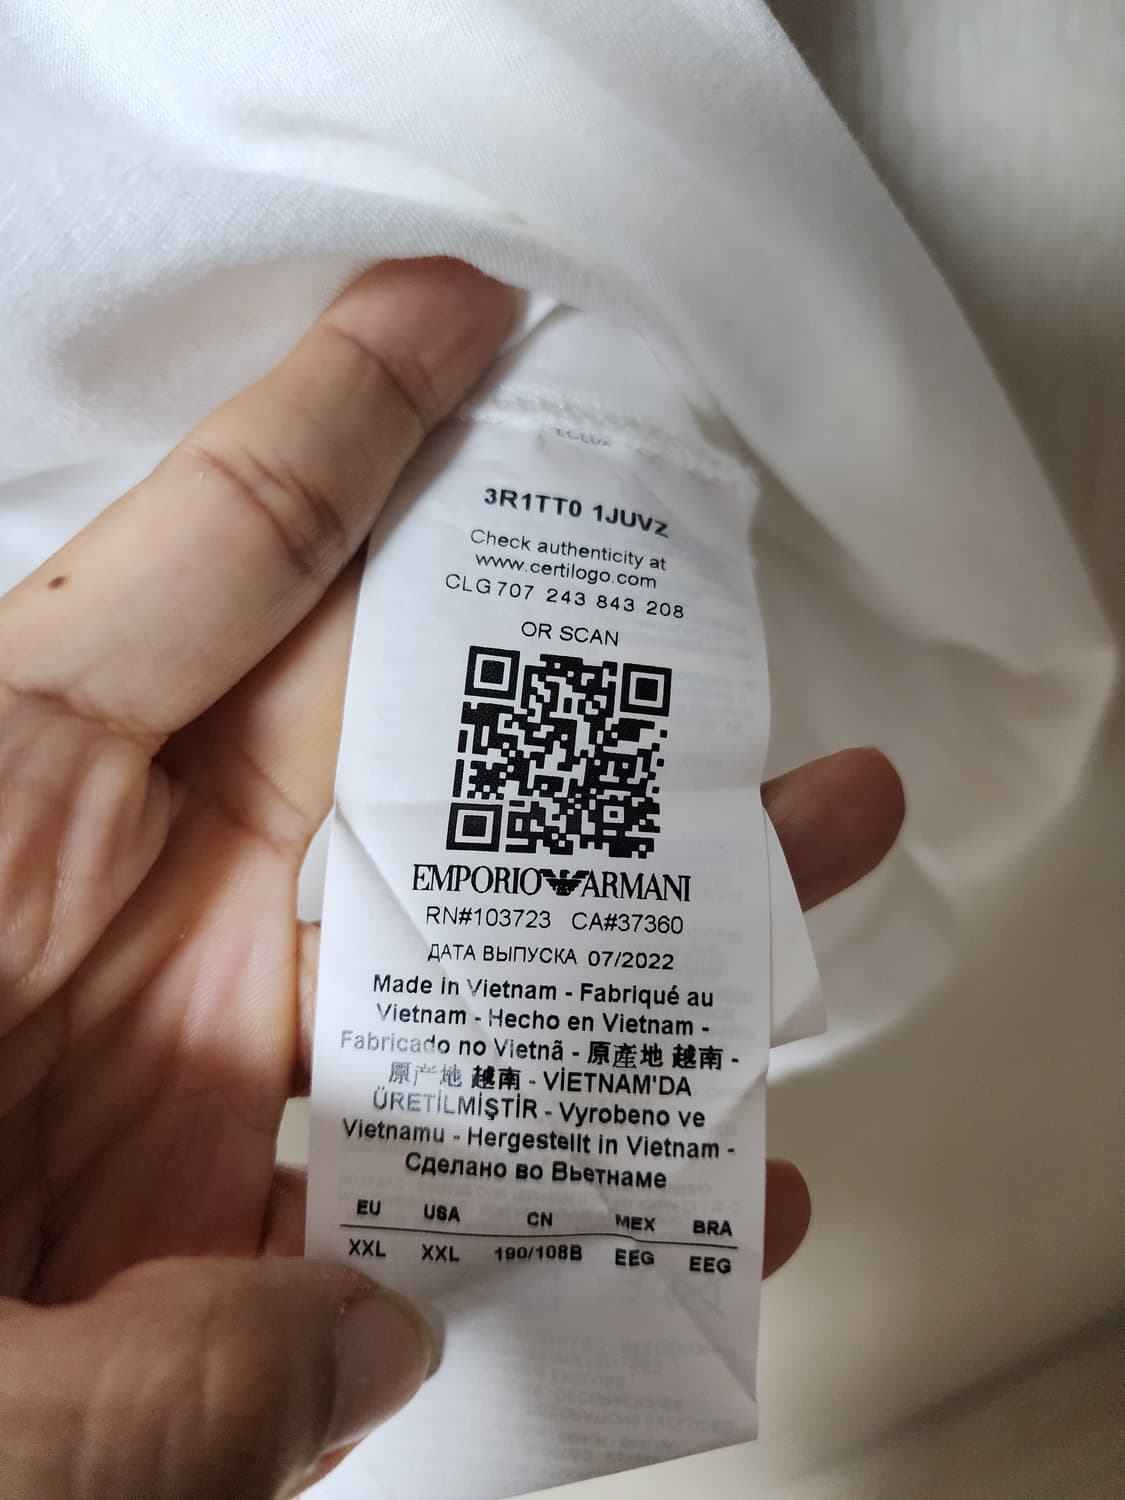 3R1TT0 1JUVZ
Check authenticity at
www.certilogo.com
CLG707 243 843 208
OR SCAN
EMPORIO ARMANI
RN#103723 CA#37360
ДАТА ВЫПУСКА 07/2022
Made in Vietnam - Fabriqué au
Vietnam - Hecho en Vietnam -
Fabricado no Vietnã - 原產地 越南 -
原产地 越南 - VİETNAM'DA
ÜRETİLMİŞTİR - Vyrobeno ve
Vietnamu - Hergestellt in Vietnam -
Сделано во Вьетнаме
EU USA CN MEX BRA
XXL XXL 190/108B EEG EEG